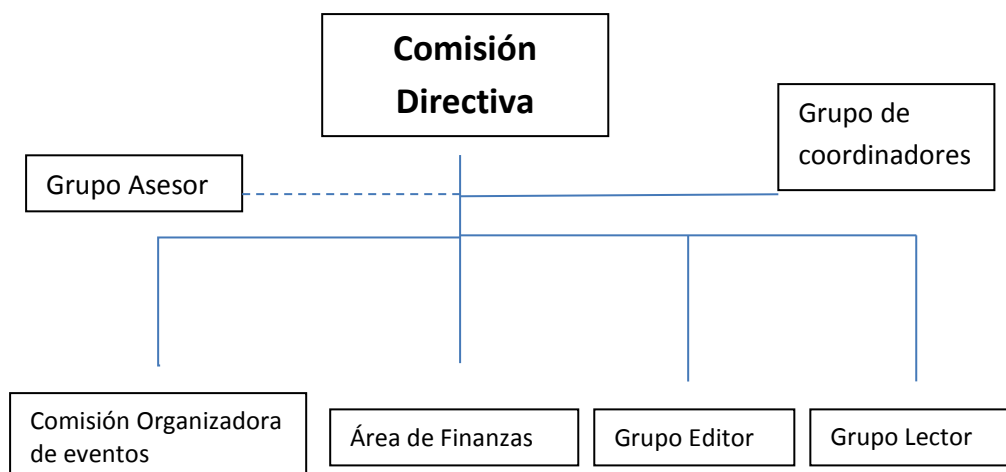 Comisión
Directiva
Grupo de
coordinadores
Grupo Asesor
Comisión Organizadora
de eventos
Área de Finanzas
Grupo Editor
Grupo Lector